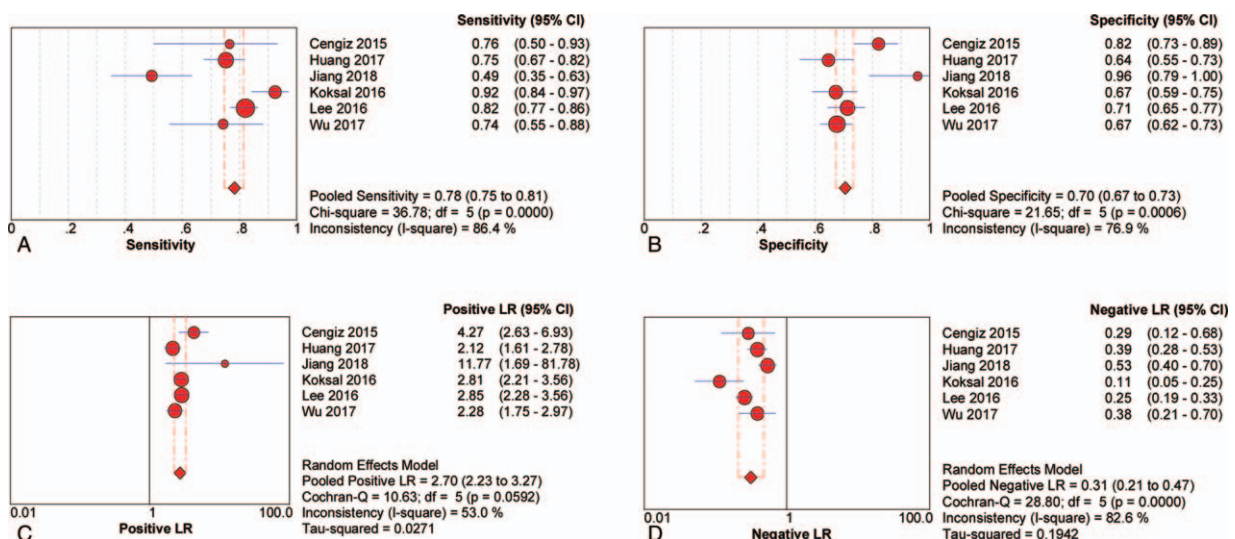 Sensitivity (95% CI)
Cengiz 2015 0.76 (0.50 - 0.93)
Huang 2017 0.75 (0.67 - 0.82)
Jiang 2018 0.49 (0.35 - 0.63)
Koksal 2016 0.92 (0.84 - 0.97)
Lee 2016 0.82 (0.77 - 0.86)
Wu 2017 0.74 (0.55 - 0.88)
Pooled Sensitivity = 0.78 (0.75 to 0.81)
Chi-square = 36.78; df = 5 (p = 0.0000)
Inconsistency (I-square) = 86.4 %
0 .2 .4 .6 .8 1
A Sensitivity
Specificity (95% CI)
Cengiz 2015 0.82 (0.73 - 0.89)
Huang 2017 0.64 (0.55 - 0.73)
Jiang 2018 0.96 (0.79 - 1.00)
Koksal 2016 0.67 (0.59 - 0.75)
Lee 2016 0.71 (0.65 - 0.77)
Wu 2017 0.67 (0.62 - 0.73)
Pooled Specificity = 0.70 (0.67 to 0.73)
Chi-square = 21.65; df = 5 (p = 0.0006)
Inconsistency (I-square) = 76.9 %
0 .2 .4 .6 .8 1
B Specificity
Positive LR (95% CI)
Cengiz 2015 4.27 (2.63 - 6.93)
Huang 2017 2.12 (1.61 - 2.78)
Jiang 2018 11.77 (1.69 - 81.78)
Koksal 2016 2.81 (2.21 - 3.56)
Lee 2016 2.85 (2.28 - 3.56)
Wu 2017 2.28 (1.75 - 2.97)
Random Effects Model
Pooled Positive LR = 2.70 (2.23 to 3.27)
Cochran-Q = 10.63; df = 5 (p = 0.0592)
Inconsistency (I-square) = 53.0 %
Tau-squared = 0.0271
0.01 1 100.0
C Positive LR
Negative LR (95% CI)
Cengiz 2015 0.29 (0.12 - 0.68)
Huang 2017 0.39 (0.28 - 0.53)
Jiang 2018 0.53 (0.40 - 0.70)
Koksal 2016 0.11 (0.05 - 0.25)
Lee 2016 0.25 (0.19 - 0.33)
Wu 2017 0.38 (0.21 - 0.70)
Random Effects Model
Pooled Negative LR = 0.31 (0.21 to 0.47)
Cochran-Q = 28.80; df = 5 (p = 0.0000)
Inconsistency (I-square) = 82.6 %
Tau-squared = 0.1942
0.01 1 100.0
D Negative LR